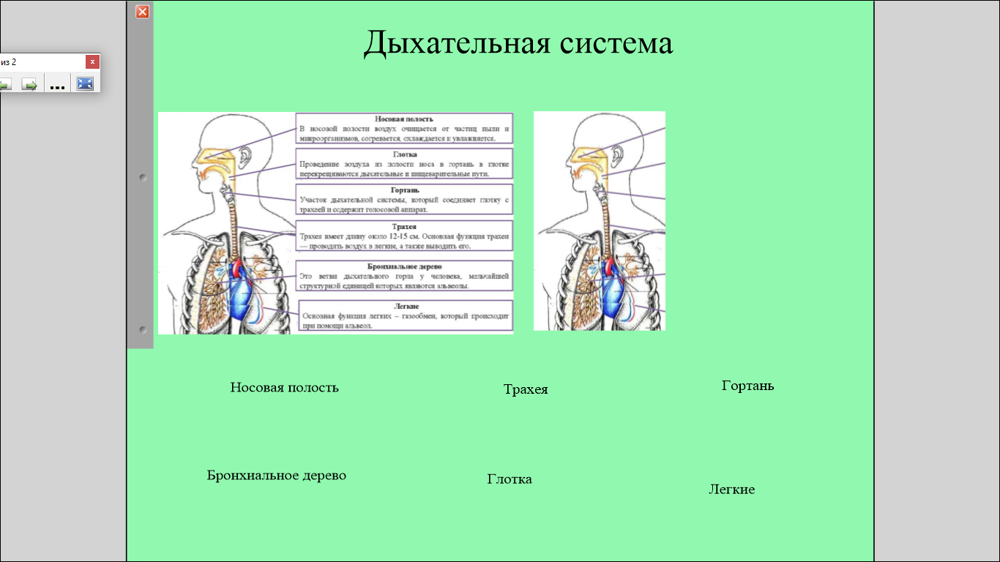 из 2
Дыхательная система
Носовая полость
В носовой полости воздух очищается от частиц пыли и
микроорганизмов, согревается, охлаждается и увлажняется.
Глотка
Проведение воздуха из полости носа в гортань в глотке
перекрещиваются дыхательные и пищеварительные пути.
Гортань
Участок дыхательной системы, который соединяет глотку с
трахеей и содержит голосовой аппарат.
Трахея
Трахея имеет длину около 12-15 см. Основная функция трахеи
— проводить воздух в легкие, а также выводить его.
Бронхиальное дерево
Это ветви дыхательного горла у человека, мельчайшей
структурной единицей которых являются альвеолы.
Легкие
Основная функция легких – газообмен, который происходит
при помощи альвеол.
Носовая полость
Трахея
Гортань
Бронхиальное дерево
Глотка
Легкие